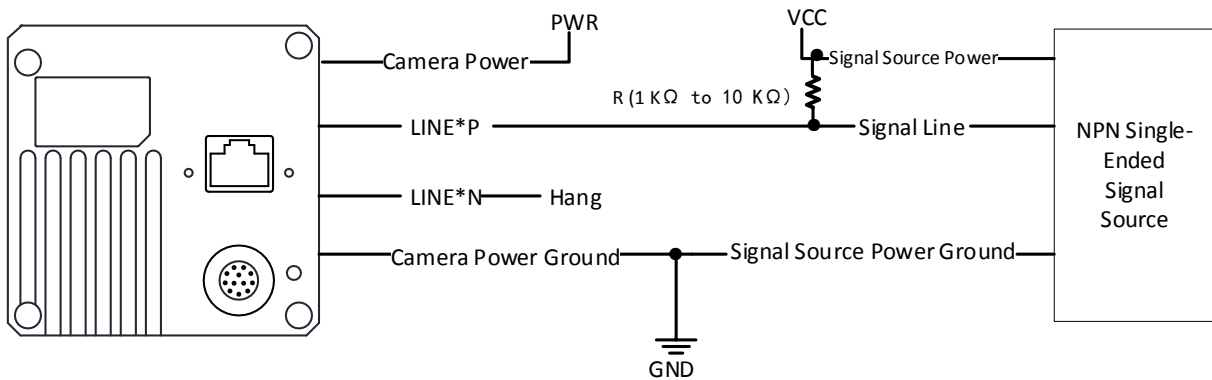 PWR
VCC
Camera Power
Signal Source Power
R (1 KΩ to 10 KΩ)
LINE*P
Signal Line
NPN Single-
Ended
Signal
Source
LINE*N
Hang
Camera Power Ground
Signal Source Power Ground
GND